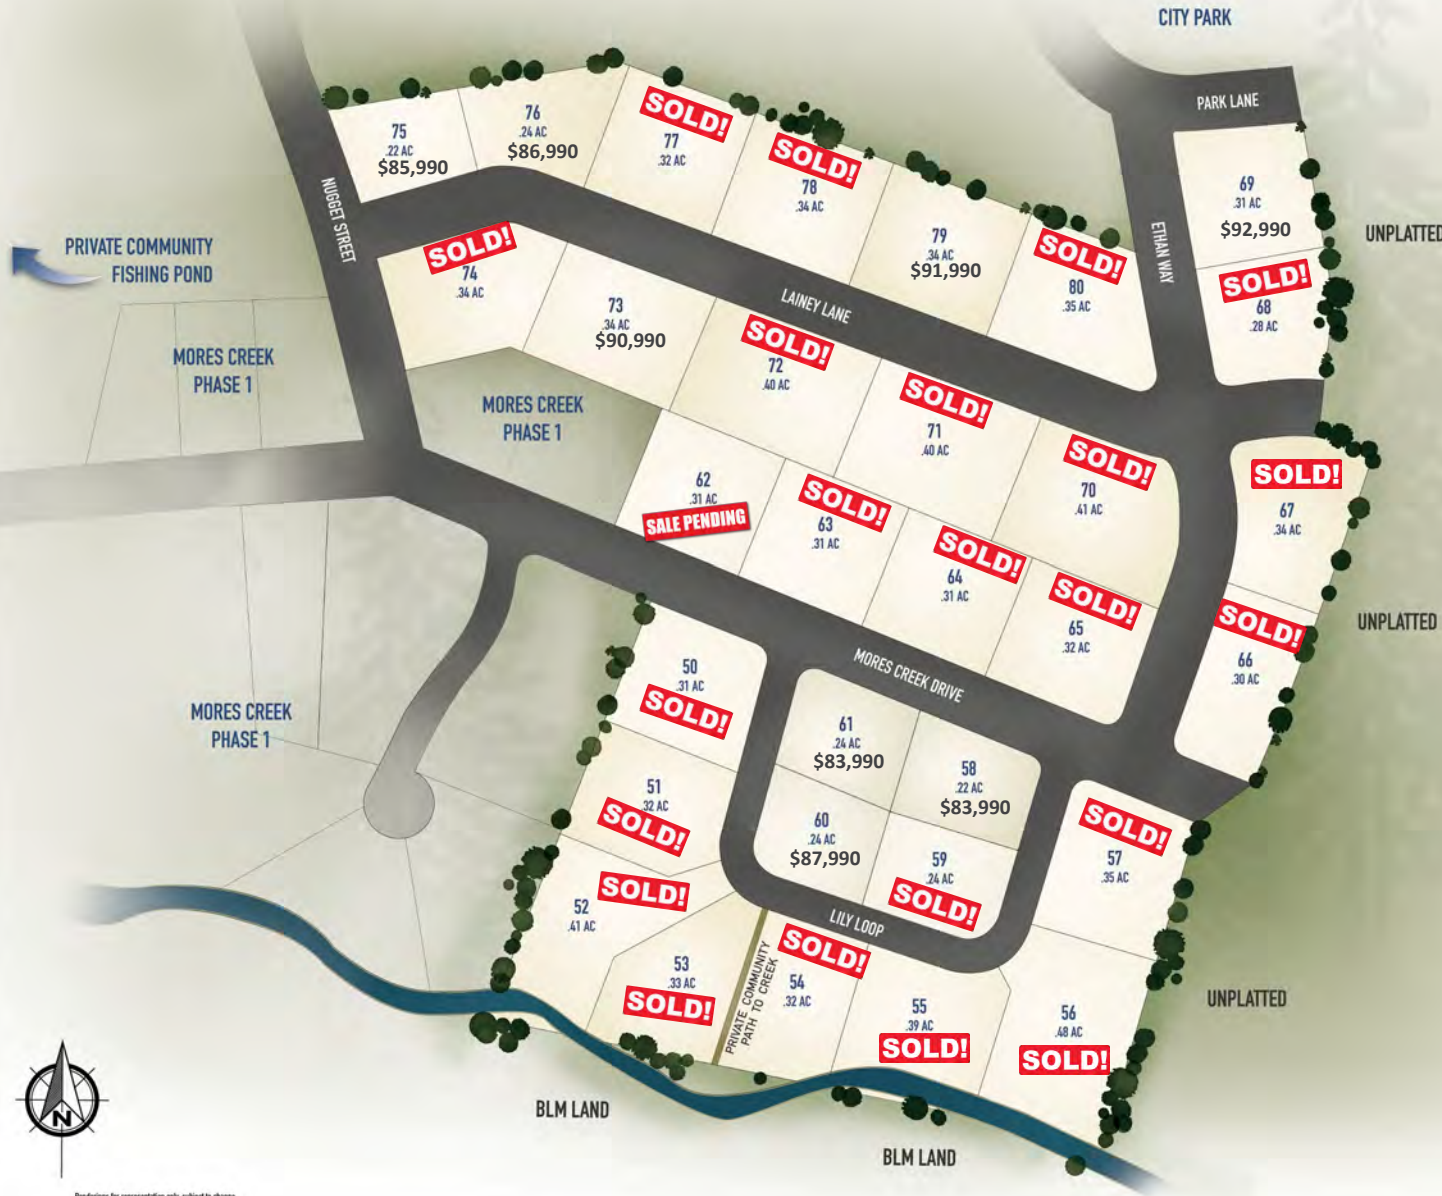 CITY PARK
PARK LANE
75
.22 AC
$85,990
76
.24 AC
$86,990
SOLD!
77
.32 AC
SOLD!
78
.34 AC
79
.34 AC
$91,990
SOLD!
80
.35 AC
69
.31 AC
$92,990
SOLD!
68
.28 AC
UNPLATTED
NUGGET STREET
ETHAN WAY
LAINEY LANE
PRIVATE COMMUNITY
FISHING POND
SOLD!
74
.34 AC
73
.34 AC
$90,990
SOLD!
72
.40 AC
SOLD!
71
.40 AC
SOLD!
70
.41 AC
SOLD!
67
.34 AC
MORES CREEK
PHASE 1
MORES CREEK
PHASE 1
62
.31 AC
SALE PENDING
SOLD!
63
.31 AC
SOLD!
64
.31 AC
SOLD!
65
.32 AC
SOLD!
66
.30 AC
UNPLATTED
MORES CREEK DRIVE
MORES CREEK
PHASE 1
50
.31 AC
SOLD!
61
.24 AC
$83,990
58
.22 AC
$83,990
51
.32 AC
SOLD!
60
.24 AC
$87,990
59
.24 AC
SOLD!
SOLD!
57
.35 AC
52
.41 AC
SOLD!
LILY LOOP
53
.33 AC
SOLD!
PRIVATE COMMUNITY
PATH TO CREEK
SOLD!
54
.32 AC
55
.39 AC
SOLD!
56
.48 AC
SOLD!
UNPLATTED
N
BLM LAND
BLM LAND
Renderings for representation only, subject to change